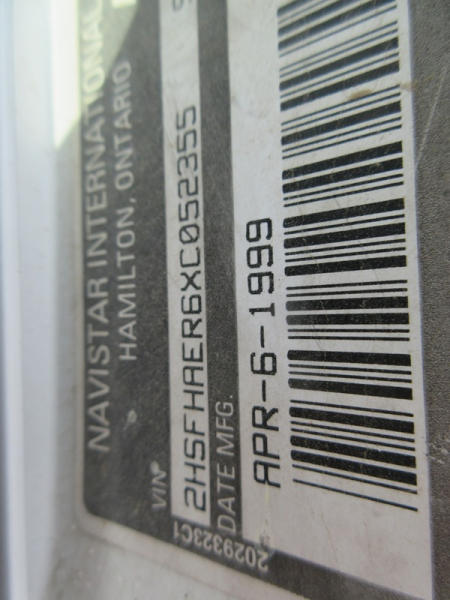 NAVISTAR INTERNATIONAL
HAMILTON, ONTARIO
VIN
2HSFHAER6XC052355
DATE MFG.
APR-6-1999
2029323C1